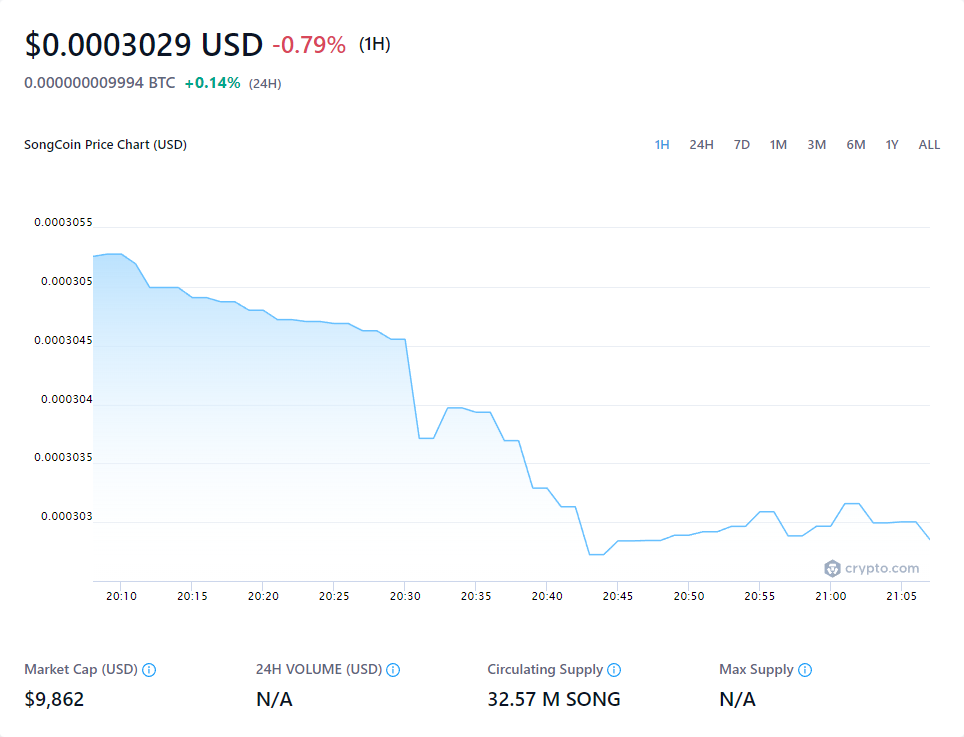 $0.0003029 USD -0.79% (1H)
0.000000009994 BTC +0.14% (24H)
SongCoin Price Chart (USD) 1H 24H 7D 1M 3M 6M 1Y ALL
0.0003055
0.000305
0.0003045
0.000304
0.0003035
0.000303
crypto.com
20:10 20:15 20:20 20:25 20:30 20:35 20:40 20:45 20:50 20:55 21:00 21:05
Market Cap (USD) 24H VOLUME (USD) Circulating Supply Max Supply
$9,862 N/A 32.57 M SONG N/A